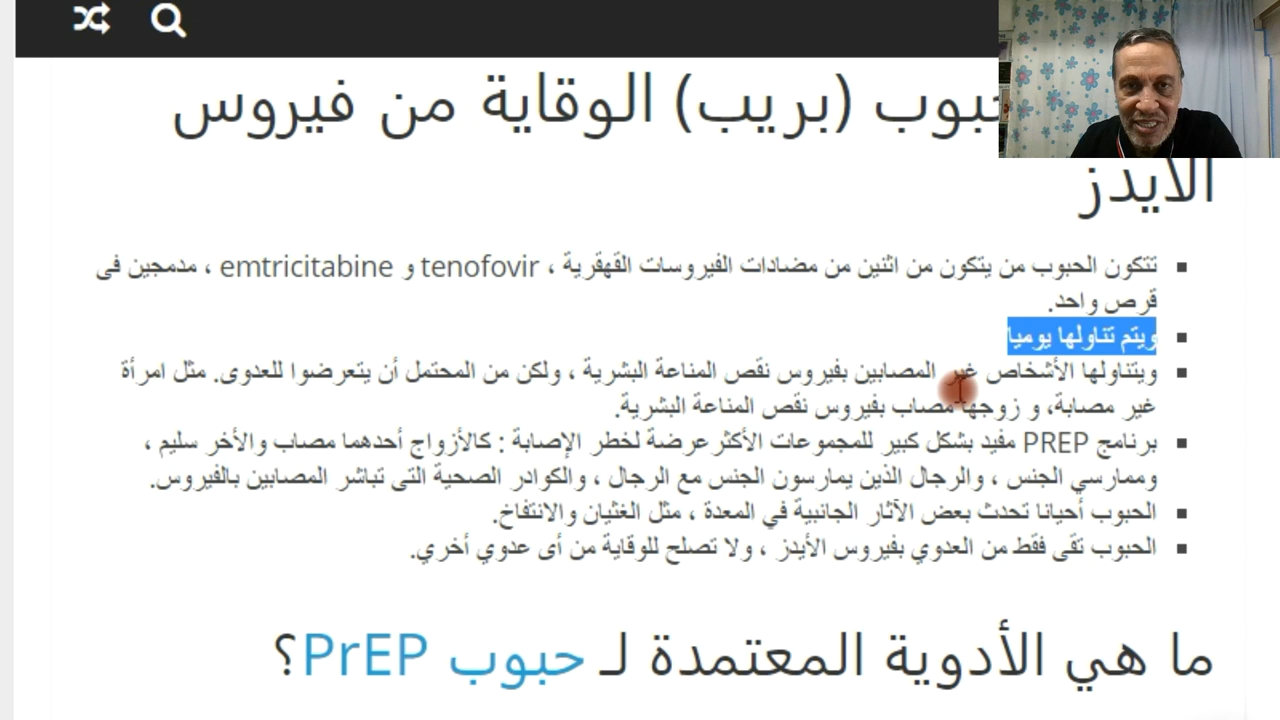 حبوب (بريب) الوقاية من فيروس
الايدز
تتكون الحبوب من يتكون من اثنين من مضادات الفيروسات القهقرية ، tenofovir و emtricitabine ، مدمجين فى
قرص واحد.
ويتم تناولها يوميا
ويتناولها الأشخاص غير المصابين بفيروس نقص المناعة البشرية ، ولكن من المحتمل أن يتعرضوا للعدوى. مثل امرأة
غير مصابة، و زوجها مصاب بفيروس نقص المناعة البشرية.
برنامج PREP مفيد بشكل كبير للمجموعات الأكثرعرضة لخطر الإصابة : كالأزواج أحدهما مصاب والأخر سليم ،
وممارسي الجنس ، والرجال الذين يمارسون الجنس مع الرجال ، والكوادر الصحية التى تباشر المصابين بالفيروس.
الحبوب أحيانا تحدث بعض الآثار الجانبية في المعدة ، مثل الغثيان والانتفاخ.
الحبوب تقى فقط من العدوي بفيروس الأيدز ، ولا تصلح للوقاية من أى عدوي أخري.
ما هي الأدوية المعتمدة لـ حبوب PrEP؟